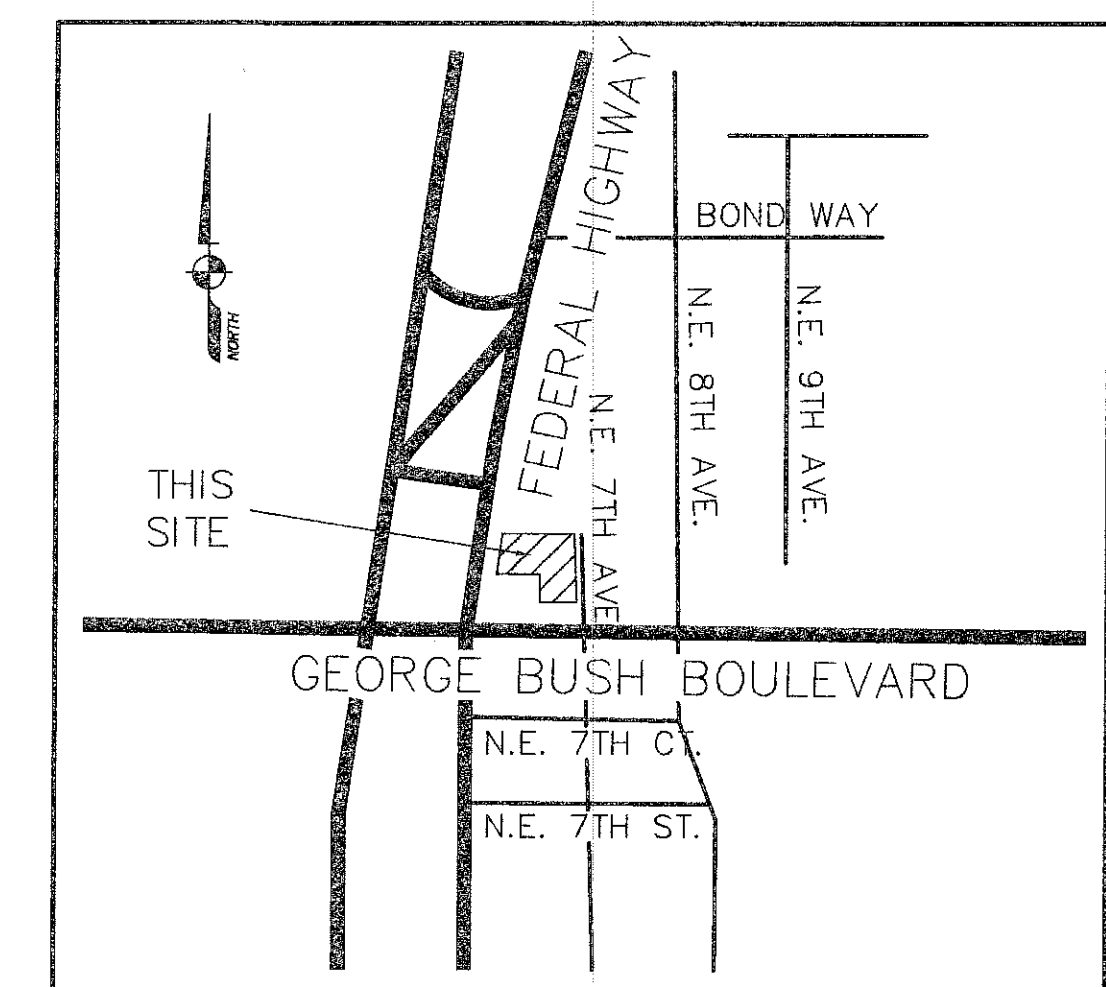 FEDERAL HIGHWAY
BOND WAY
N.E. 8TH AVE.
N.E. 9TH AVE.
NORTH
N.E. 7TH AVE
THIS
SITE
GEORGE BUSH BOULEVARD
N.E. 7TH CT.
N.E. 7TH ST.